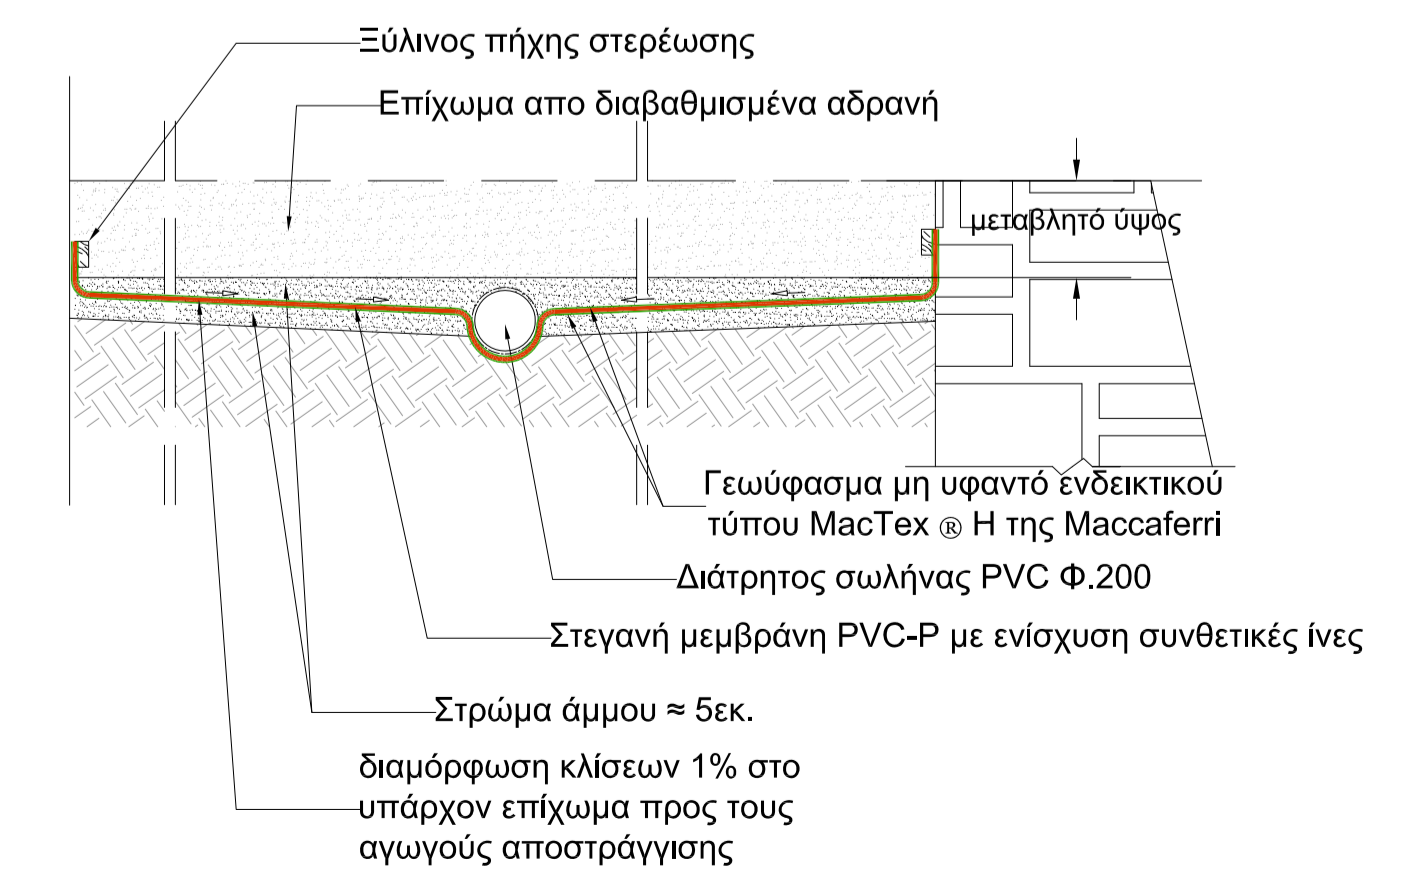 Ξύλινος πήχης στερέωσης
Επίχωμα απο διαβαθμισμένα αδρανή
μεταβλητό ύψος
Γεωύφασμα μη υφαντό ενδεικτικού
τύπου MacTex ® H της Maccaferri
Διάτρητος σωλήνας PVC Φ.200
Στεγανή μεμβράνη PVC-P με ενίσχυση συνθετικές ίνες
Στρώμα άμμου ≈ 5εκ.
διαμόρφωση κλίσεων 1% στο
υπάρχον επίχωμα προς τους
αγωγούς αποστράγγισης